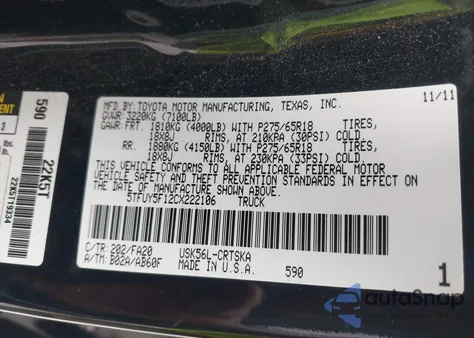 MFD.BY:TOYOTA MOTOR MANUFACTURING, TEXAS, INC. 11/11
GVWR:3220KG (7100LB)
GAWR:FRT. 1810KG (4000LB) WITH P275/65R18 TIRES,
18X8J RIMS, AT 210KPA (30PSI) COLD.
RR. 1880KG (4150LB) WITH P275/65R18 TIRES,
18X8J RIMS, AT 230KPA (33PSI) COLD.
THIS VEHICLE CONFORMS TO ALL APPLICABLE FEDERAL MOTOR
VEHICLE SAFETY AND BUMPER STANDARDS IN EFFECT ON
THE DATE OF MANUFACTURE SHOWN ABOVE.
5TFUY5F12CX222106 TRUCK
C/TR:202/FA20 USK56L-CRTSKA
A/TM:B02A/AB60F MADE IN U.S.A. 590
1
590
22K5T
22K5119334
3
autoSnap